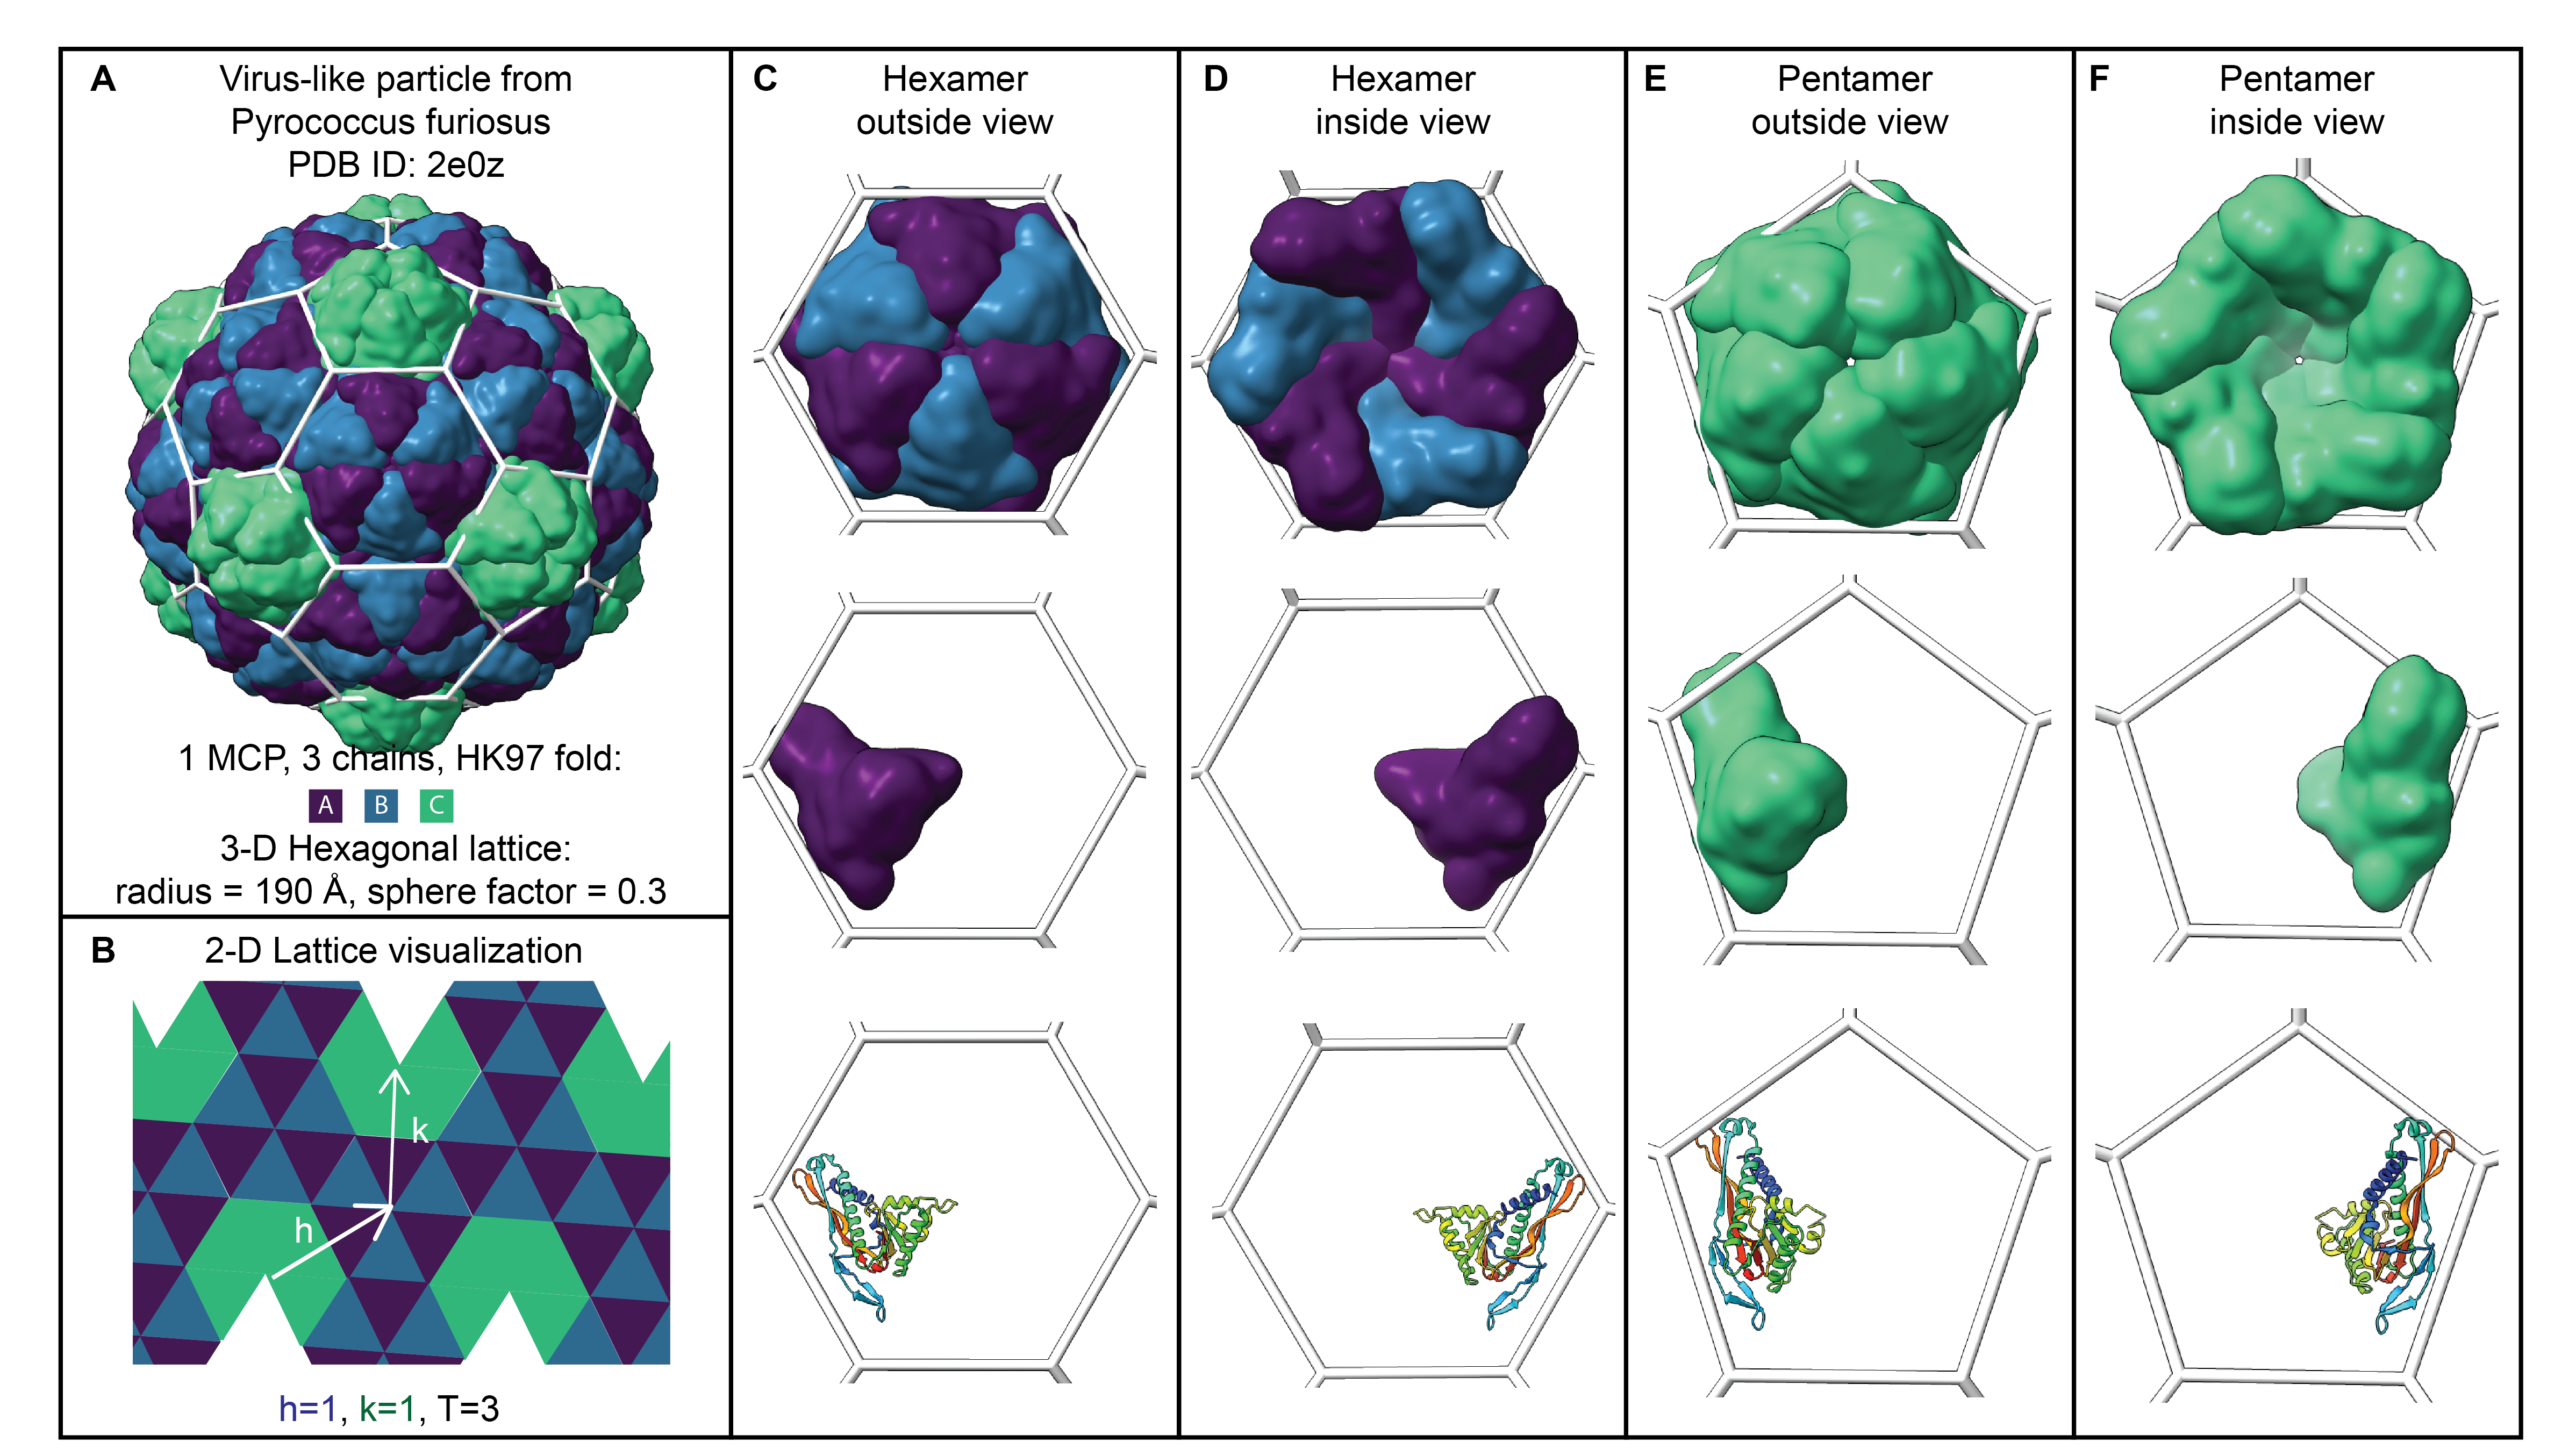 A
Virus-like particle from
Pyrococcus furiosus
PDB ID: 2e0z
1 MCP, 3 chains, HK97 fold:
A B C
3-D Hexagonal lattice:
radius = 190 Å, sphere factor = 0.3
B
2-D Lattice visualization
k
h
h=1, k=1, T=3
C
Hexamer
outside view
D
Hexamer
inside view
E
Pentamer
outside view
F
Pentamer
inside view